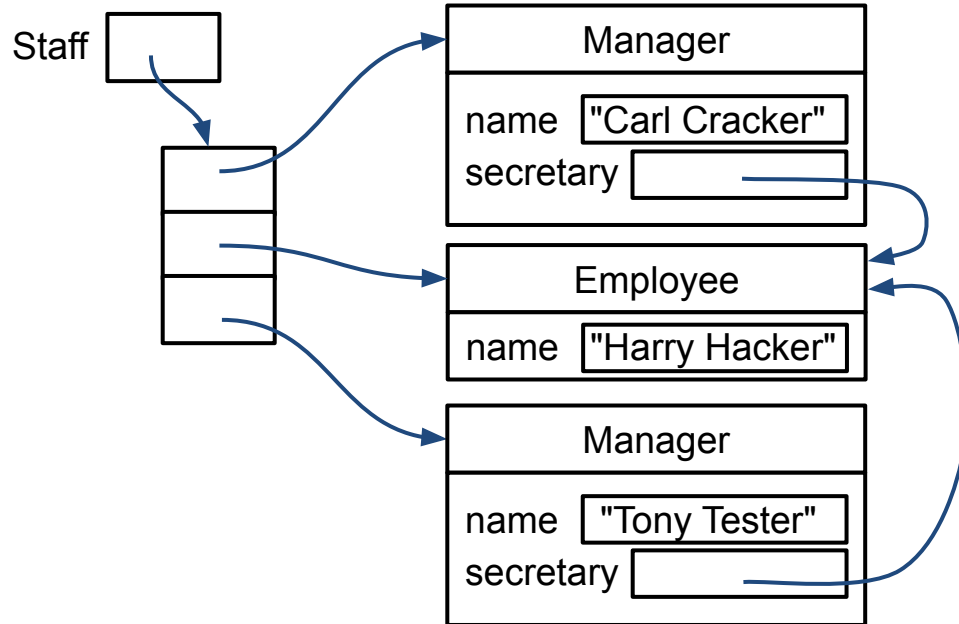 Staff
Manager
name "Carl Cracker"
secretary
Employee
name "Harry Hacker"
Manager
name "Tony Tester"
secretary